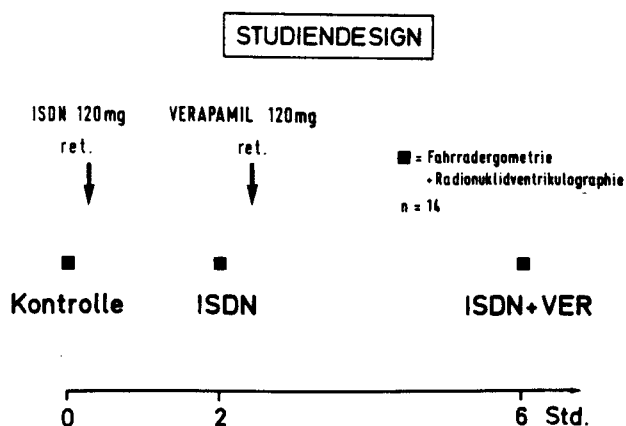 STUDIENDESIGN
ISDN 120mg
ret.
VERAPAMIL 120mg
ret.
■ = Fahrradergometrie
+ Radionuklidventrikulographie
n = 14
Kontrolle
ISDN
ISDN+VER
0 2 6 Std.